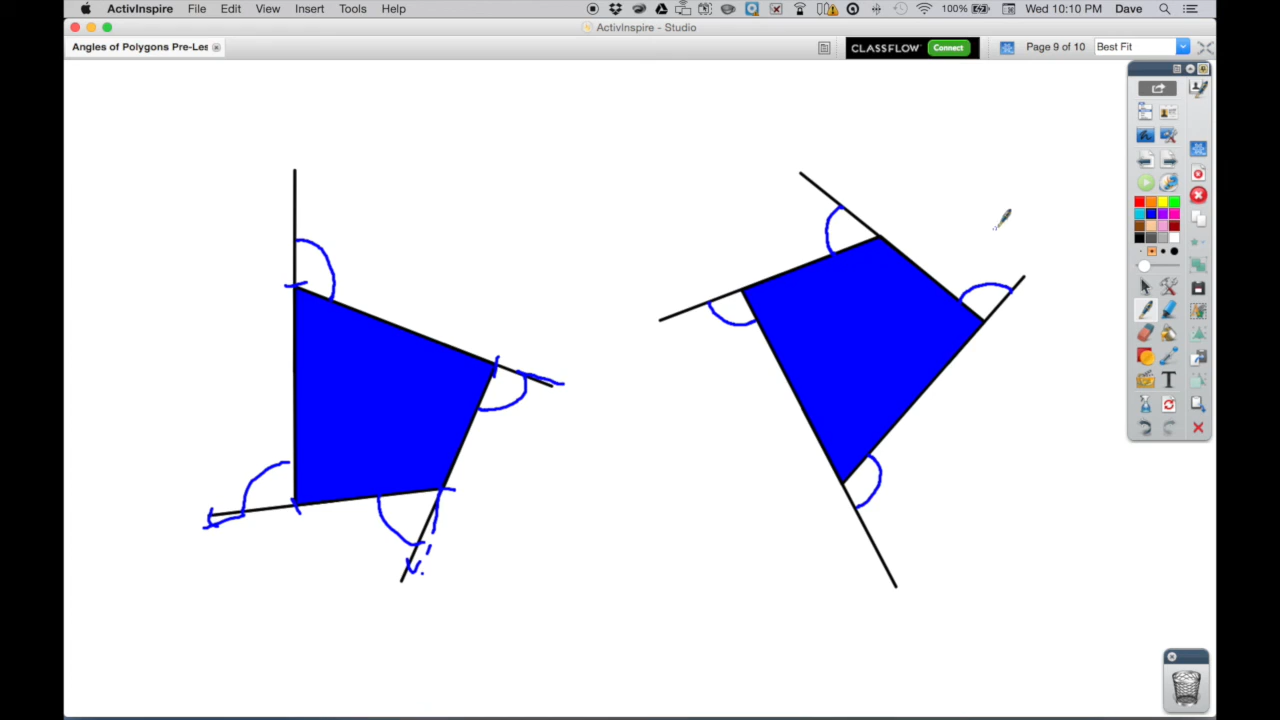 ActivInspire File Edit View Insert Tools Help 100% Wed 10:10 PM Dave
ActivInspire - Studio
Angles of Polygons Pre-Les
CLASSFLOW Connect Page 9 of 10 Best Fit
T